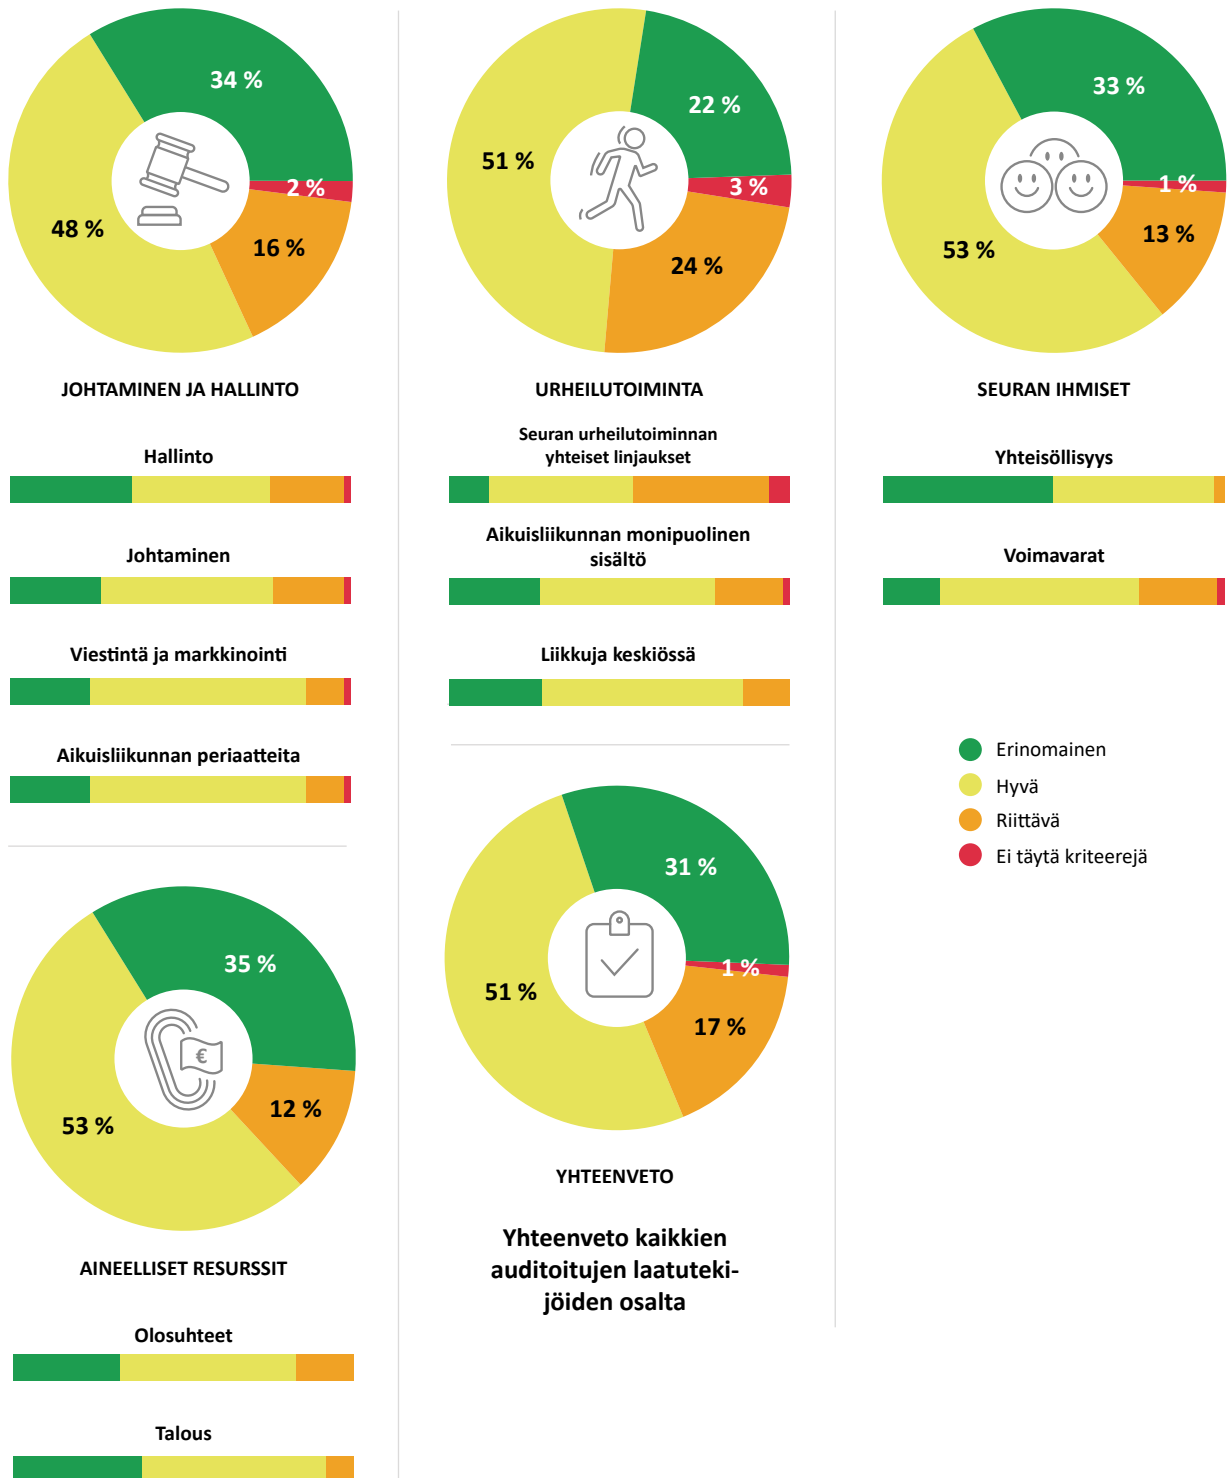 34 %
2 %
16 %
48 %
JOHTAMINEN JA HALLINTO
Hallinto
Johtaminen
Viestintä ja markkinointi
Aikuisliikunnan periaatteita
35 %
12 %
53 %
€
AINEELLISET RESURSSIT
Olosuhteet
Talous
22 %
3 %
24 %
51 %
URHEILUTOIMINTA
Seuran urheilutoiminnan
yhteiset linjaukset
Aikuisliikunnan monipuolinen
sisältö
Liikkuja keskiössä
31 %
1 %
17 %
51 %
YHTEENVETO
Yhteenveto kaikkien
auditoitujen laatuteki-
jöiden osalta
33 %
1 %
13 %
53 %
SEURAN IHMISET
Yhteisöllisyys
Voimavarat
Erinomainen
Hyvä
Riittävä
Ei täytä kriteerejä